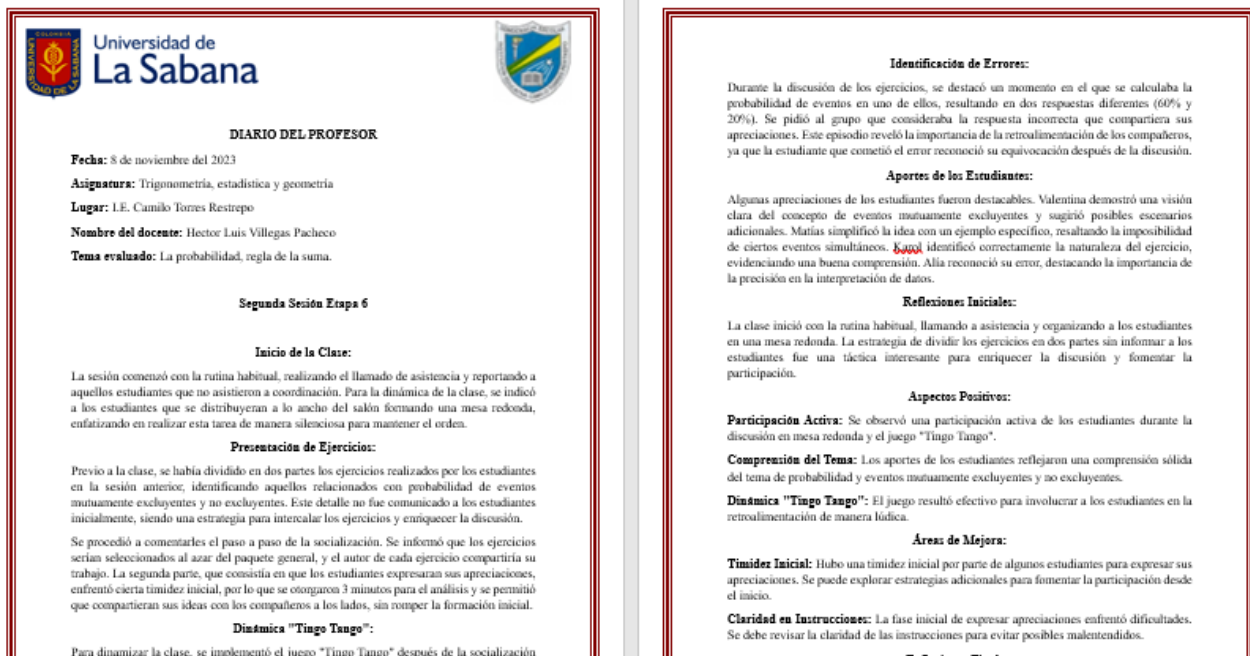 COLOMBIA
UNIVERSIDAD DE LA SABANA
Universidad de
La Sabana
DIARIO DEL PROFESOR
Fecha: 8 de noviembre del 2023
Asignatura: Trigonometría, estadística y geometría
Lugar: I.E. Camilo Torres Restrepo
Nombre del docente: Hector Luis Villegas Pacheco
Tema evaluado: La probabilidad, regla de la suma.
Segunda Sesión Etapa 6
Inicio de la Clase:
La sesión comenzó con la rutina habitual, realizando el llamado de asistencia y reportando a
aquellos estudiantes que no asistieron a coordinación. Para la dinámica de la clase, se indicó
a los estudiantes que se distribuyeran a lo ancho del salón formando una mesa redonda,
enfatizando en realizar esta tarea de manera silenciosa para mantener el orden.
Presentación de Ejercicios:
Previo a la clase, se había dividido en dos partes los ejercicios realizados por los estudiantes
en la sesión anterior, identificando aquellos relacionados con probabilidad de eventos
mutuamente excluyentes y no excluyentes. Este detalle no fue comunicado a los estudiantes
inicialmente, siendo una estrategia para intercalar los ejercicios y enriquecer la discusión.
Se procedió a comentarles el paso a paso de la socialización. Se informó que los ejercicios
serían seleccionados al azar del paquete general, y el autor de cada ejercicio compartiría su
trabajo. La segunda parte, que consistía en que los estudiantes expresaran sus apreciaciones,
enfrentó cierta timidez inicial, por lo que se otorgaron 3 minutos para el análisis y se permitió
que compartieran sus ideas con los compañeros a los lados, sin romper la formación inicial.
Dinámica "Tingo Tango":
Para dinamizar la clase, se implementó el juego "Tingo Tango" después de la socialización
Identificación de Errores:
Durante la discusión de los ejercicios, se destacó un momento en el que se calculaba la
probabilidad de eventos en uno de ellos, resultando en dos respuestas diferentes (60% y
20%). Se pidió al grupo que consideraba la respuesta incorrecta que compartiera sus
apreciaciones. Este episodio reveló la importancia de la retroalimentación de los compañeros,
ya que la estudiante que cometió el error reconoció su equivocación después de la discusión.
Aportes de los Estudiantes:
Algunas apreciaciones de los estudiantes fueron destacables. Valentina demostró una visión
clara del concepto de eventos mutuamente excluyentes y sugirió posibles escenarios
adicionales. Matías simplificó la idea con un ejemplo específico, resaltando la imposibilidad
de ciertos eventos simultáneos. Karol identificó correctamente la naturaleza del ejercicio,
evidenciando una buena comprensión. Alía reconoció su error, destacando la importancia de
la precisión en la interpretación de datos.
Reflexiones Iniciales:
La clase inició con la rutina habitual, llamando a asistencia y organizando a los estudiantes
en una mesa redonda. La estrategia de dividir los ejercicios en dos partes sin informar a los
estudiantes fue una táctica interesante para enriquecer la discusión y fomentar la
participación.
Aspectos Positivos:
Participación Activa: Se observó una participación activa de los estudiantes durante la
discusión en mesa redonda y el juego "Tingo Tango".
Comprensión del Tema: Los aportes de los estudiantes reflejaron una comprensión sólida
del tema de probabilidad y eventos mutuamente excluyentes y no excluyentes.
Dinámica "Tingo Tango": El juego resultó efectivo para involucrar a los estudiantes en la
retroalimentación de manera lúdica.
Áreas de Mejora:
Timidez Inicial: Hubo una timidez inicial por parte de algunos estudiantes para expresar sus
apreciaciones. Se puede explorar estrategias adicionales para fomentar la participación desde
el inicio.
Claridad en Instrucciones: La fase inicial de expresar apreciaciones enfrentó dificultades.
Se debe revisar la claridad de las instrucciones para evitar posibles malentendidos.